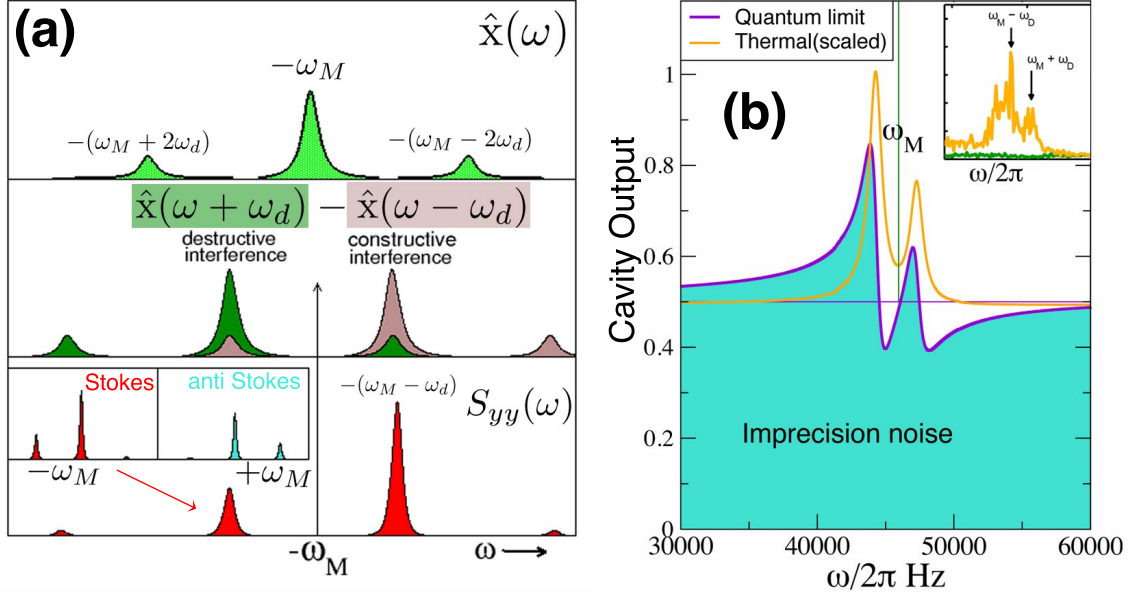 (a)
x̂(ω)
−ω_M
−(ω_M + 2ω_d)
−(ω_M − 2ω_d)
x̂(ω + ω_d) − x̂(ω − ω_d)
destructive
interference
constructive
interference
Stokes
anti Stokes
−(ω_M − ω_d)
S_yy(ω)
−ω_M
+ω_M
-ω_M
ω
Quantum limit
Thermal(scaled)
(b)
ω_M
ω_M − ω_D
ω_M + ω_D
ω/2π
Cavity Output
1
0.8
0.6
0.4
0.2
0
Imprecision noise
30000
40000
50000
60000
ω/2π Hz